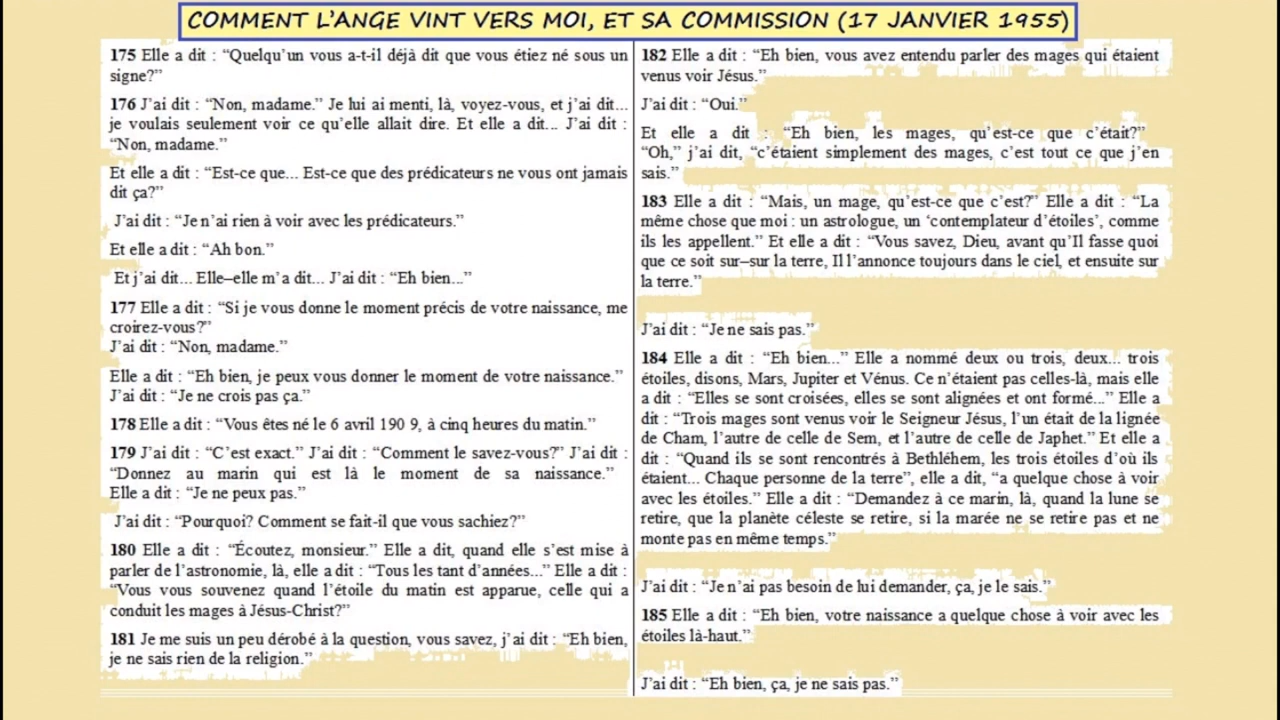 COMMENT L'ANGE VINT VERS MOI, ET SA COMMISSION (17 JANVIER 1955)
175 Elle a dit : “Quelqu'un vous a-t-il déjà dit que vous étiez né sous un
signe?”
176 J'ai dit : “Non, madame.” Je lui ai menti, là, voyez-vous, et j'ai dit...
je voulais seulement voir ce qu'elle allait dire. Et elle a dit... J'ai dit :
“Non, madame.”
Et elle a dit : “Est-ce que... Est-ce que des prédicateurs ne vous ont jamais
dit ça?”
J'ai dit : “Je n'ai rien à voir avec les prédicateurs.”
Et elle a dit : “Ah bon.”
Et j'ai dit... Elle–elle m'a dit... J'ai dit : “Eh bien...”
177 Elle a dit : “Si je vous donne le moment précis de votre naissance, me
croirez-vous?”
J'ai dit : “Non, madame.”
Elle a dit : “Eh bien, je peux vous donner le moment de votre naissance.”
J'ai dit : “Je ne crois pas ça.”
178 Elle a dit : “Vous êtes né le 6 avril 190 9, à cinq heures du matin.”
179 J'ai dit : “C'est exact.” J'ai dit : “Comment le savez-vous?” J'ai dit :
“Donnez au marin qui est là le moment de sa naissance.”
Elle a dit : “Je ne peux pas.”
J'ai dit : “Pourquoi? Comment se fait-il que vous sachiez?”
180 Elle a dit : “Écoutez, monsieur.” Elle a dit, quand elle s'est mise à
parler de l'astronomie, là, elle a dit : “Tous les tant d'années...” Elle a dit :
“Vous vous souvenez quand l'étoile du matin est apparue, celle qui a
conduit les mages à Jésus-Christ?”
181 Je me suis un peu dérobé à la question, vous savez, j'ai dit : “Eh bien,
je ne sais rien de la religion.”
182 Elle a dit : “Eh bien, vous avez entendu parler des mages qui étaient
venus voir Jésus.”
J'ai dit : “Oui.”
Et elle a dit : “Eh bien, les mages, qu'est-ce que c'était?”
“Oh,” j'ai dit, “c'étaient simplement des mages, c'est tout ce que j'en
sais.”
183 Elle a dit : “Mais, un mage, qu'est-ce que c'est?” Elle a dit : “La
même chose que moi : un astrologue, un ‘contemplateur d'étoiles’, comme
ils les appellent.” Et elle a dit : “Vous savez, Dieu, avant qu'Il fasse quoi
que ce soit sur–sur la terre, Il l'annonce toujours dans le ciel, et ensuite sur
la terre.”
J'ai dit : “Je ne sais pas.”
184 Elle a dit : “Eh bien...” Elle a nommé deux ou trois, deux... trois
étoiles, disons, Mars, Jupiter et Vénus. Ce n'étaient pas celles-là, mais elle
a dit : “Elles se sont croisées, elles se sont alignées et ont formé...” Elle a
dit : “Trois mages sont venus voir le Seigneur Jésus, l'un était de la lignée
de Cham, l'autre de celle de Sem, et l'autre de celle de Japhet.” Et elle a
dit : “Quand ils se sont rencontrés à Bethléhem, les trois étoiles d'où ils
étaient... Chaque personne de la terre”, elle a dit, “a quelque chose à voir
avec les étoiles.” Elle a dit : “Demandez à ce marin, là, quand la lune se
retire, que la planète céleste se retire, si la marée ne se retire pas et ne
monte pas en même temps.”
J'ai dit : “Je n'ai pas besoin de lui demander, ça, je le sais.”
185 Elle a dit : “Eh bien, votre naissance a quelque chose à voir avec les
étoiles là-haut.”
J'ai dit : “Eh bien, ça, je ne sais pas.”